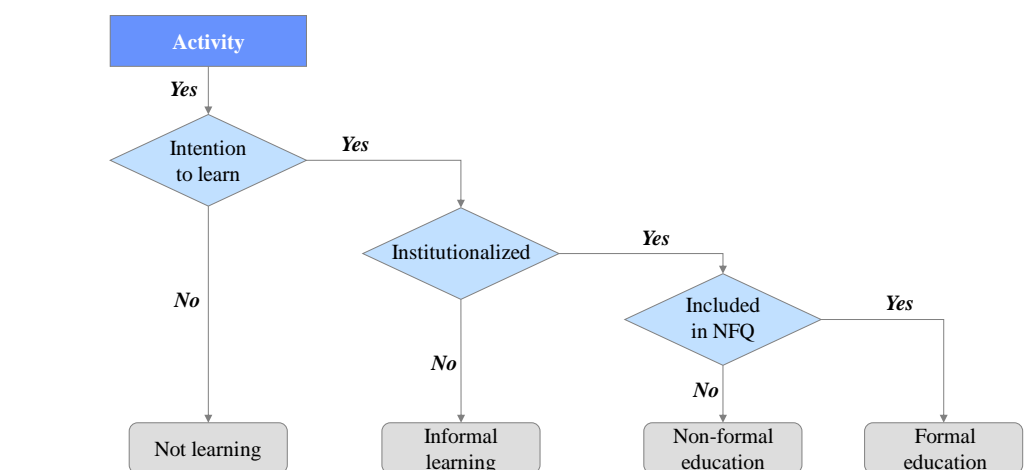 Activity
Yes
Intention
to learn
Yes
Institutionalized
Yes
Included
in NFQ
Yes
No
No
No
Not learning
Informal
learning
Non-formal
education
Formal
education